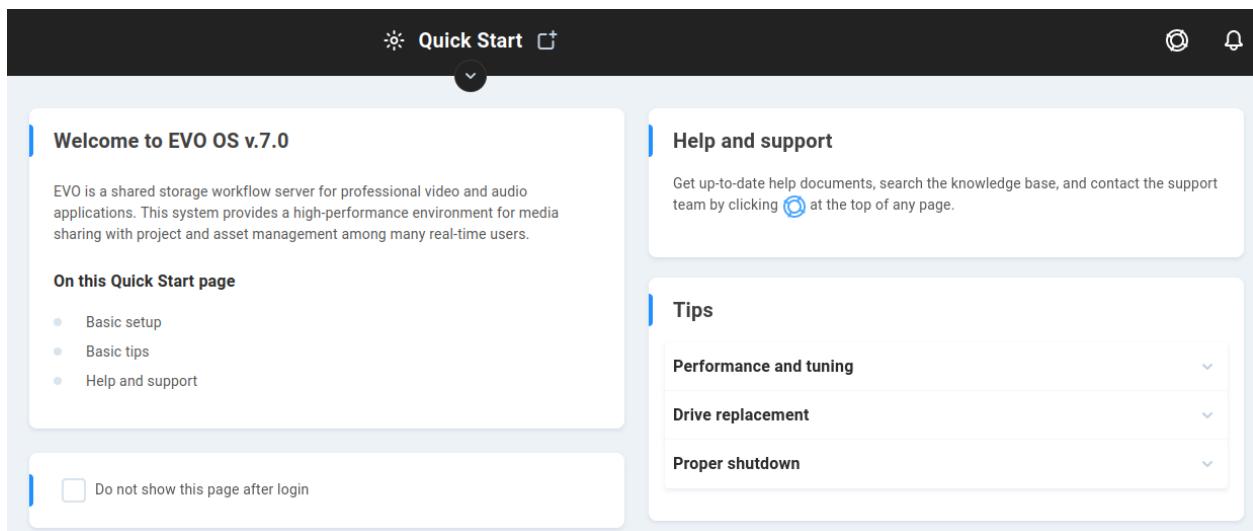 Quick Start
Welcome to EVO OS v.7.0
EVO is a shared storage workflow server for professional video and audio
applications. This system provides a high-performance environment for media
sharing with project and asset management among many real-time users.
On this Quick Start page
Basic setup
Basic tips
Help and support
Do not show this page after login
Help and support
Get up-to-date help documents, search the knowledge base, and contact the support
team by clicking at the top of any page.
Tips
Performance and tuning
Drive replacement
Proper shutdown